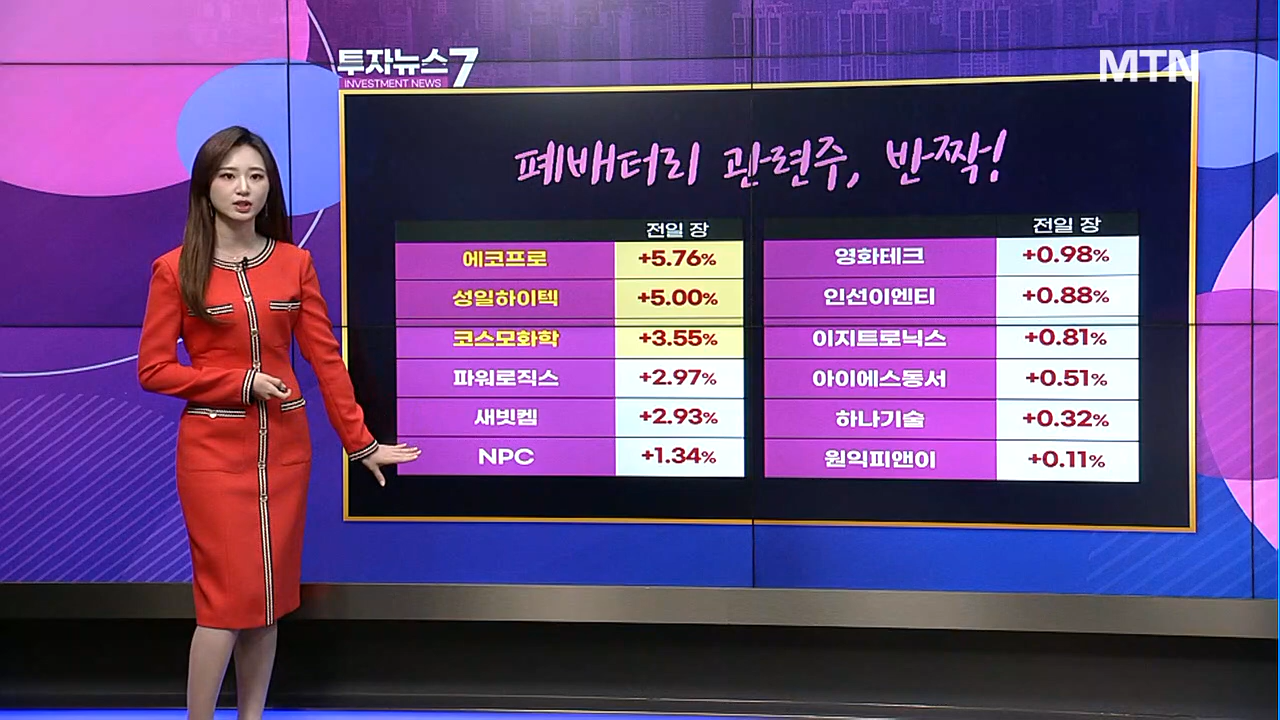 투자뉴스7
INVESTMENT NEWS
MTN
폐배터리 관련주, 반짝!
전일 장
에코프로 +5.76%
성일하이텍 +5.00%
코스모화학 +3.55%
파워로직스 +2.97%
새빗켐 +2.93%
NPC +1.34%
전일 장
영화테크 +0.98%
인선이엔티 +0.88%
이지트로닉스 +0.81%
아이에스동서 +0.51%
하나기술 +0.32%
원익피앤이 +0.11%